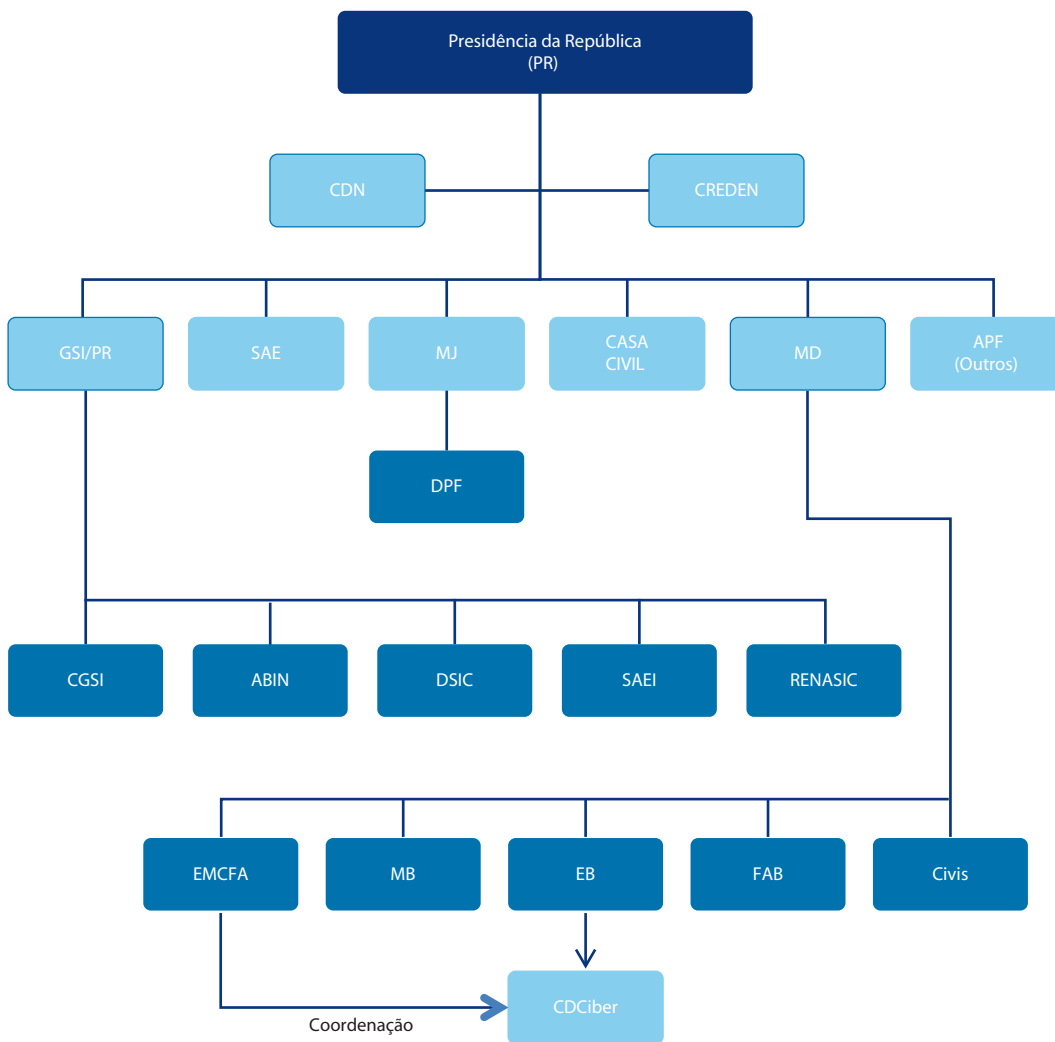 Presidência da República
(PR)
CDN
CREDEN
GSI/PR
SAE
MJ
CASA
CIVIL
MD
APF
(Outros)
DPF
CGSI
ABIN
DSIC
SAEI
RENASIC
EMCFA
MB
EB
FAB
Civis
CDCiber
Coordenação